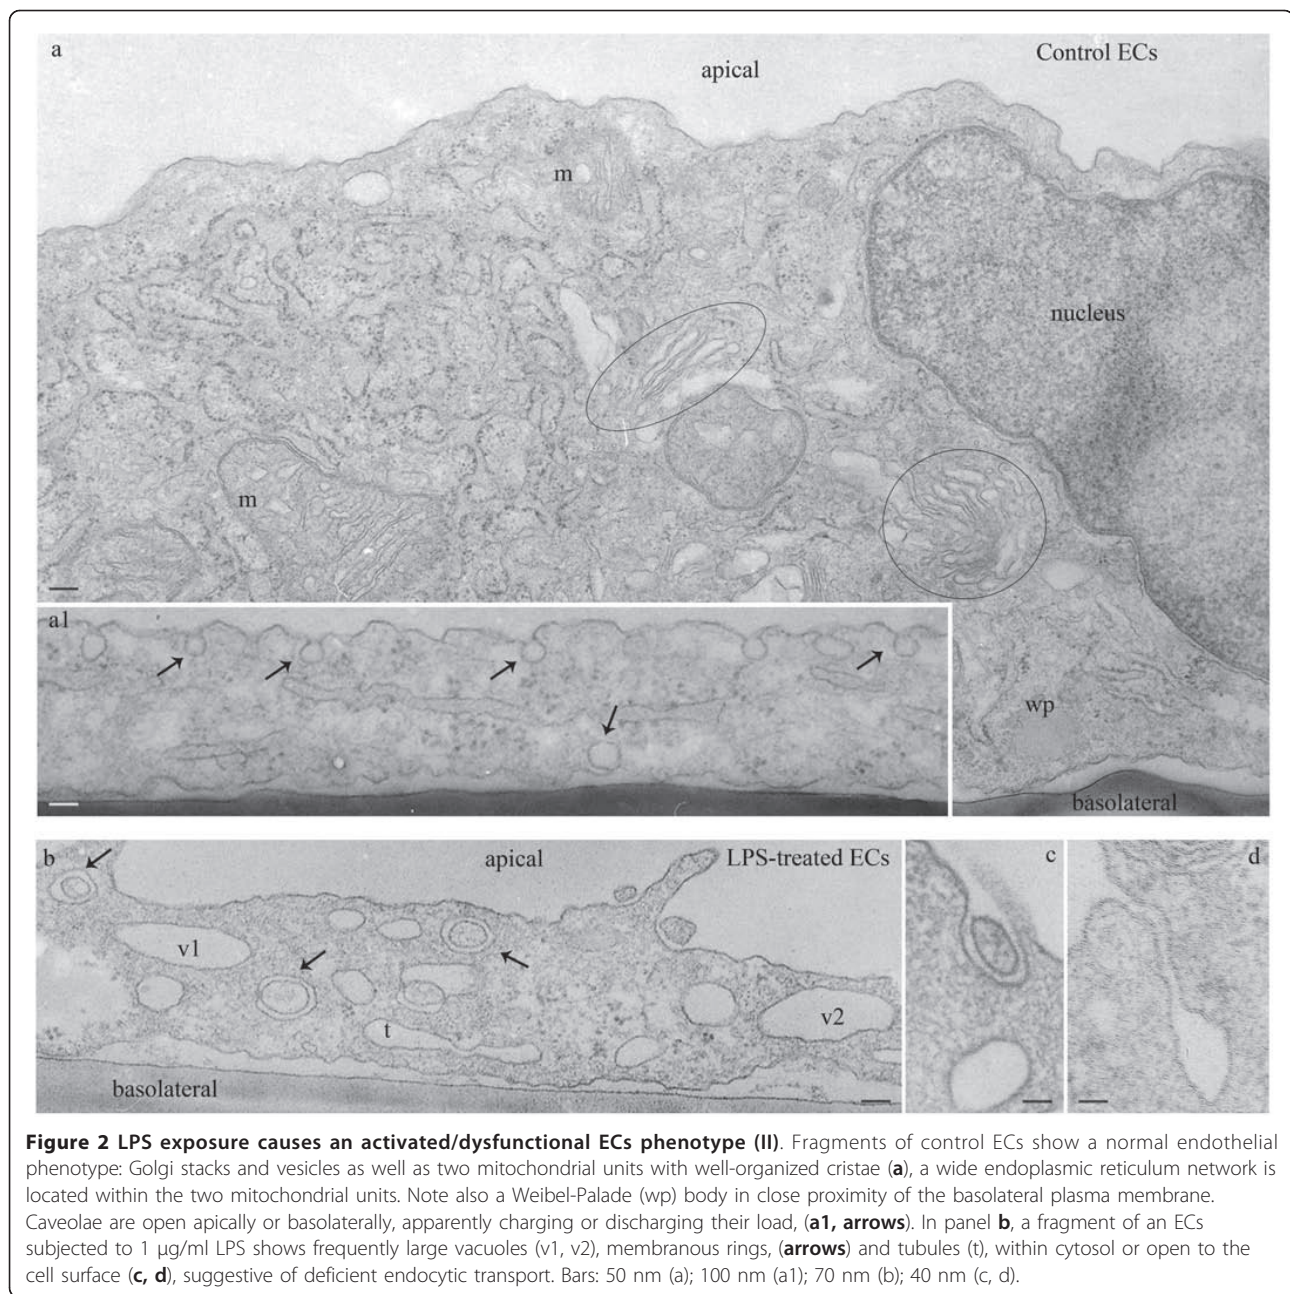 a
apical
Control ECs
m
nucleus
m
a1
wp
basolateral
b
apical
LPS-treated ECs
c
d
v1
v2
t
basolateral
Figure 2 LPS exposure causes an activated/dysfunctional ECs phenotype (II). Fragments of control ECs show a normal endothelial
phenotype: Golgi stacks and vesicles as well as two mitochondrial units with well-organized cristae (a), a wide endoplasmic reticulum network is
located within the two mitochondrial units. Note also a Weibel-Palade (wp) body in close proximity of the basolateral plasma membrane.
Caveolae are open apically or basolaterally, apparently charging or discharging their load, (a1, arrows). In panel b, a fragment of an ECs
subjected to 1 μg/ml LPS shows frequently large vacuoles (v1, v2), membranous rings, (arrows) and tubules (t), within cytosol or open to the
cell surface (c, d), suggestive of deficient endocytic transport. Bars: 50 nm (a); 100 nm (a1); 70 nm (b); 40 nm (c, d).